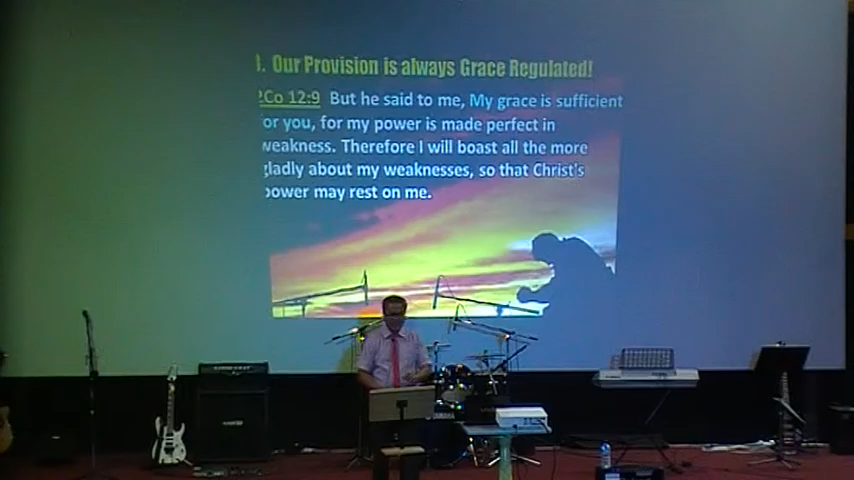 . Our Provision is always Grace Regulated!
2Co 12:9 But he said to me, My grace is sufficient
for you, for my power is made perfect in
weakness. Therefore I will boast all the more
gladly about my weaknesses, so that Christ's
power may rest on me.